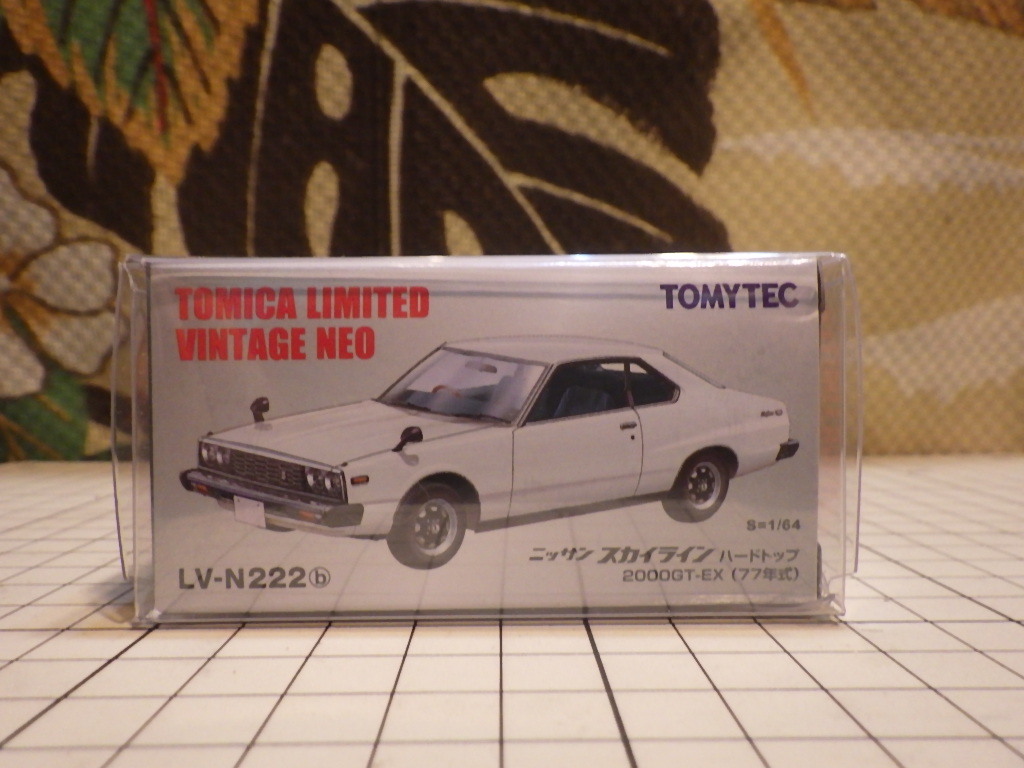 TOMICA LIMITED
VINTAGE NEO
TOMYTEC
S=1/64
ニッサン スカイライン ハードトップ
2000GT-EX (77年式)
LV-N222ⓑ